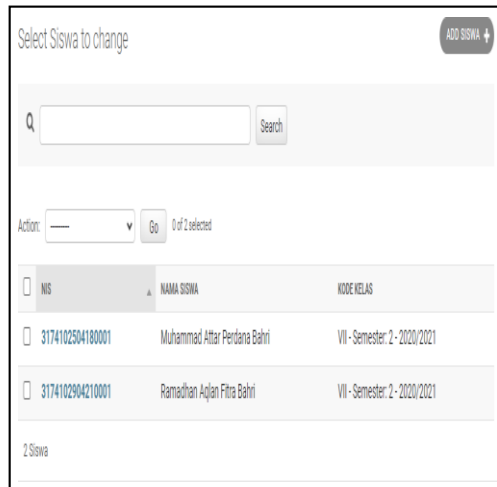 Select Siswa to change
ADD SISWA +
Search
Action: ------ Go 0 of 2 selected
NIS NAMA SISWA KODE KELAS
3174102504180001 Muhammad Attar Perdana Bahri VII - Semester: 2 - 2020/2021
3174102904210001 Ramadhan Aqlan Fitra Bahri VII - Semester: 2 - 2020/2021
2 Siswa